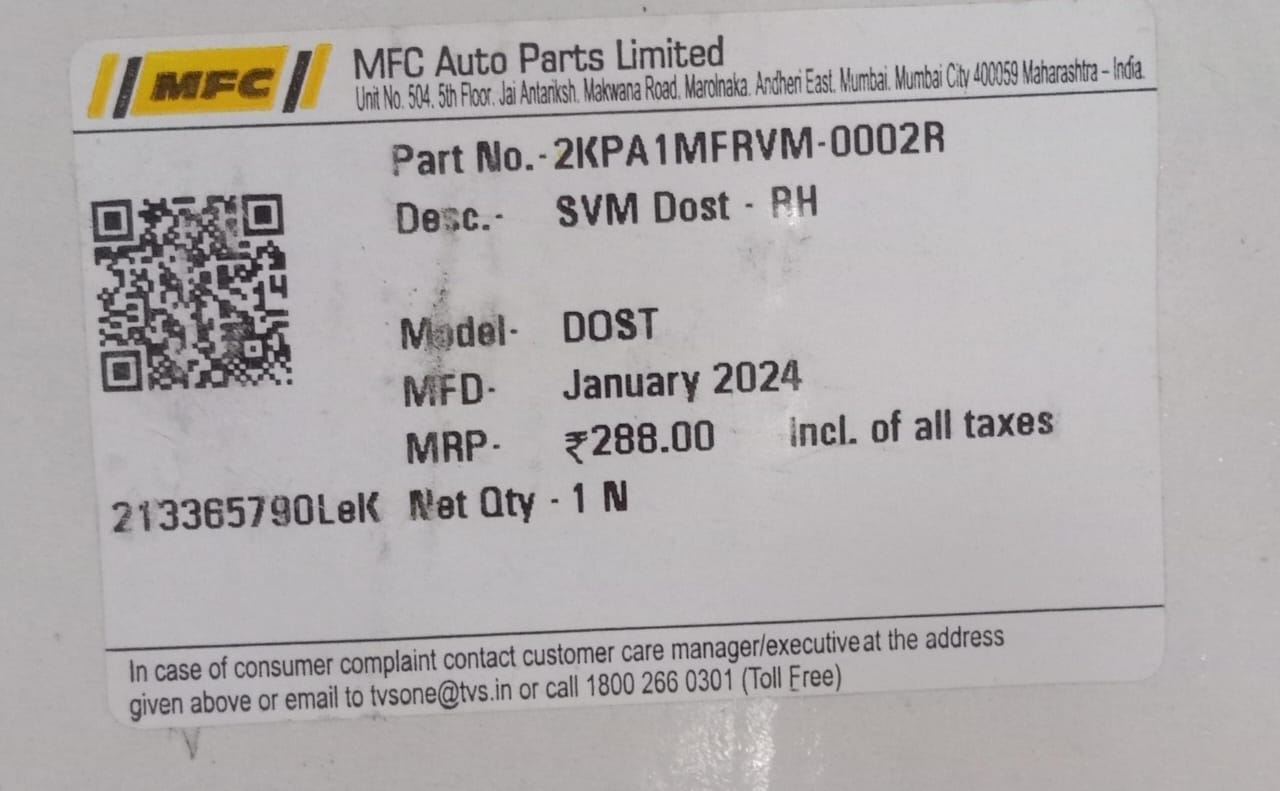 MFC
MFC Auto Parts Limited
Unit No. 504, 5th Floor, Jai Antariksh, Makwana Road, Marolnaka, Andheri East, Mumbai, Mumbai City 400059 Maharashtra – India.
Part No.- 2KPA1MFRVM-0002R
Desc.- SVM Dost - RH
Model- DOST
MFD- January 2024
MRP- ₹288.00 incl. of all taxes
213365790LeK Net Qty - 1 N
In case of consumer complaint contact customer care manager/executive at the address
given above or email to tvsone@tvs.in or call 1800 266 0301 (Toll Free)